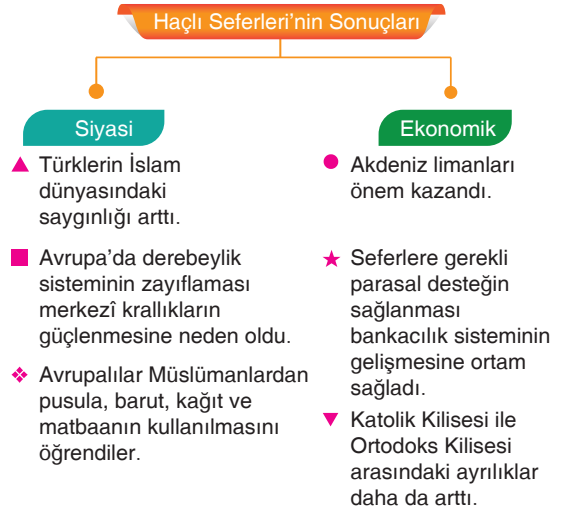 Haçlı Seferleri’nin Sonuçları
Siyasi
Türklerin İslam
dünyasındaki
saygınlığı arttı.
Avrupa’da derebeylik
sisteminin zayıflaması
merkezî krallıkların
güçlenmesine neden oldu.
Avrupalılar Müslümanlardan
pusula, barut, kağıt ve
matbaanın kullanılmasını
öğrendiler.
Ekonomik
Akdeniz limanları
önem kazandı.
Seferlere gerekli
parasal desteğin
sağlanması
bankacılık sisteminin
gelişmesine ortam
sağladı.
Katolik Kilisesi ile
Ortodoks Kilisesi
arasındaki ayrılıklar
daha da arttı.